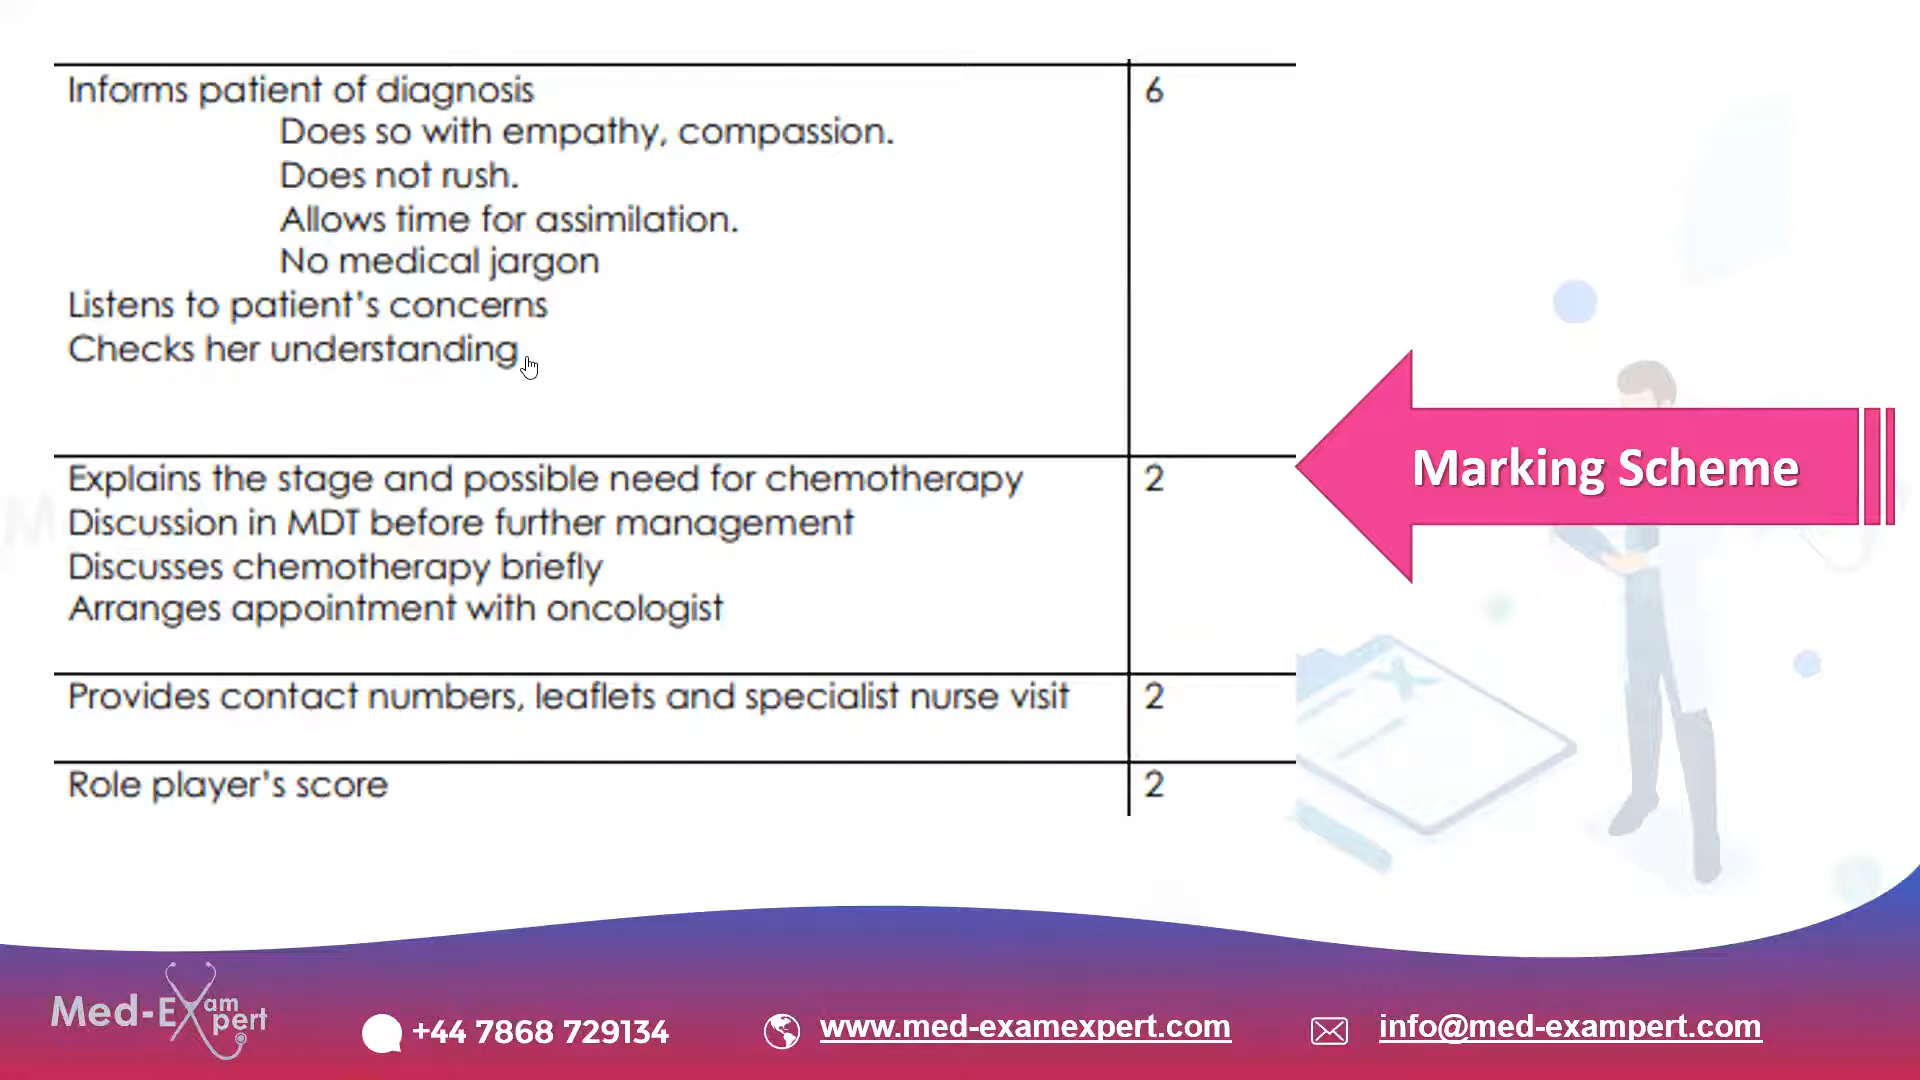 Informs patient of diagnosis 6
Does so with empathy, compassion.
Does not rush.
Allows time for assimilation.
No medical jargon
Listens to patient's concerns
Checks her understanding
Explains the stage and possible need for chemotherapy 2
Discussion in MDT before further management
Discusses chemotherapy briefly
Arranges appointment with oncologist
Provides contact numbers, leaflets and specialist nurse visit 2
Role player's score 2
Marking Scheme
Med-Exam Expert
+44 7868 729134
www.med-examexpert.com
info@med-exampert.com